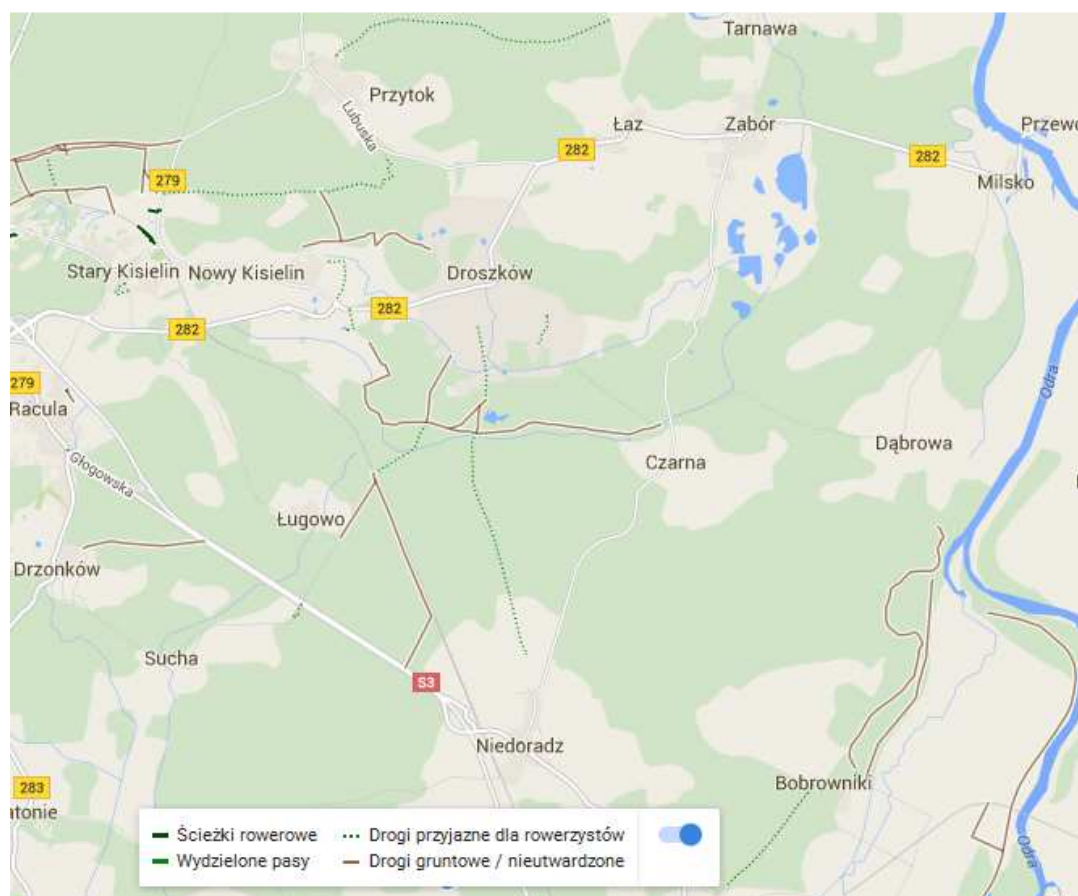 Tarnawa
Przytok
Lubuska
Łaz
Zabór
282
282
Milsko
279
Stary Kisielin
Nowy Kisielin
Droszków
282
282
279
Racula
Głogowska
Odra
Dąbrowa
Czarna
Ługowo
Drzonków
Sucha
S3
Niedoradz
Bobrowniki
283
Odra
Ścieżki rowerowe
Drogi przyjazne dla rowerzystów
Wydzielone pasy
Drogi gruntowe / nieutwardzone